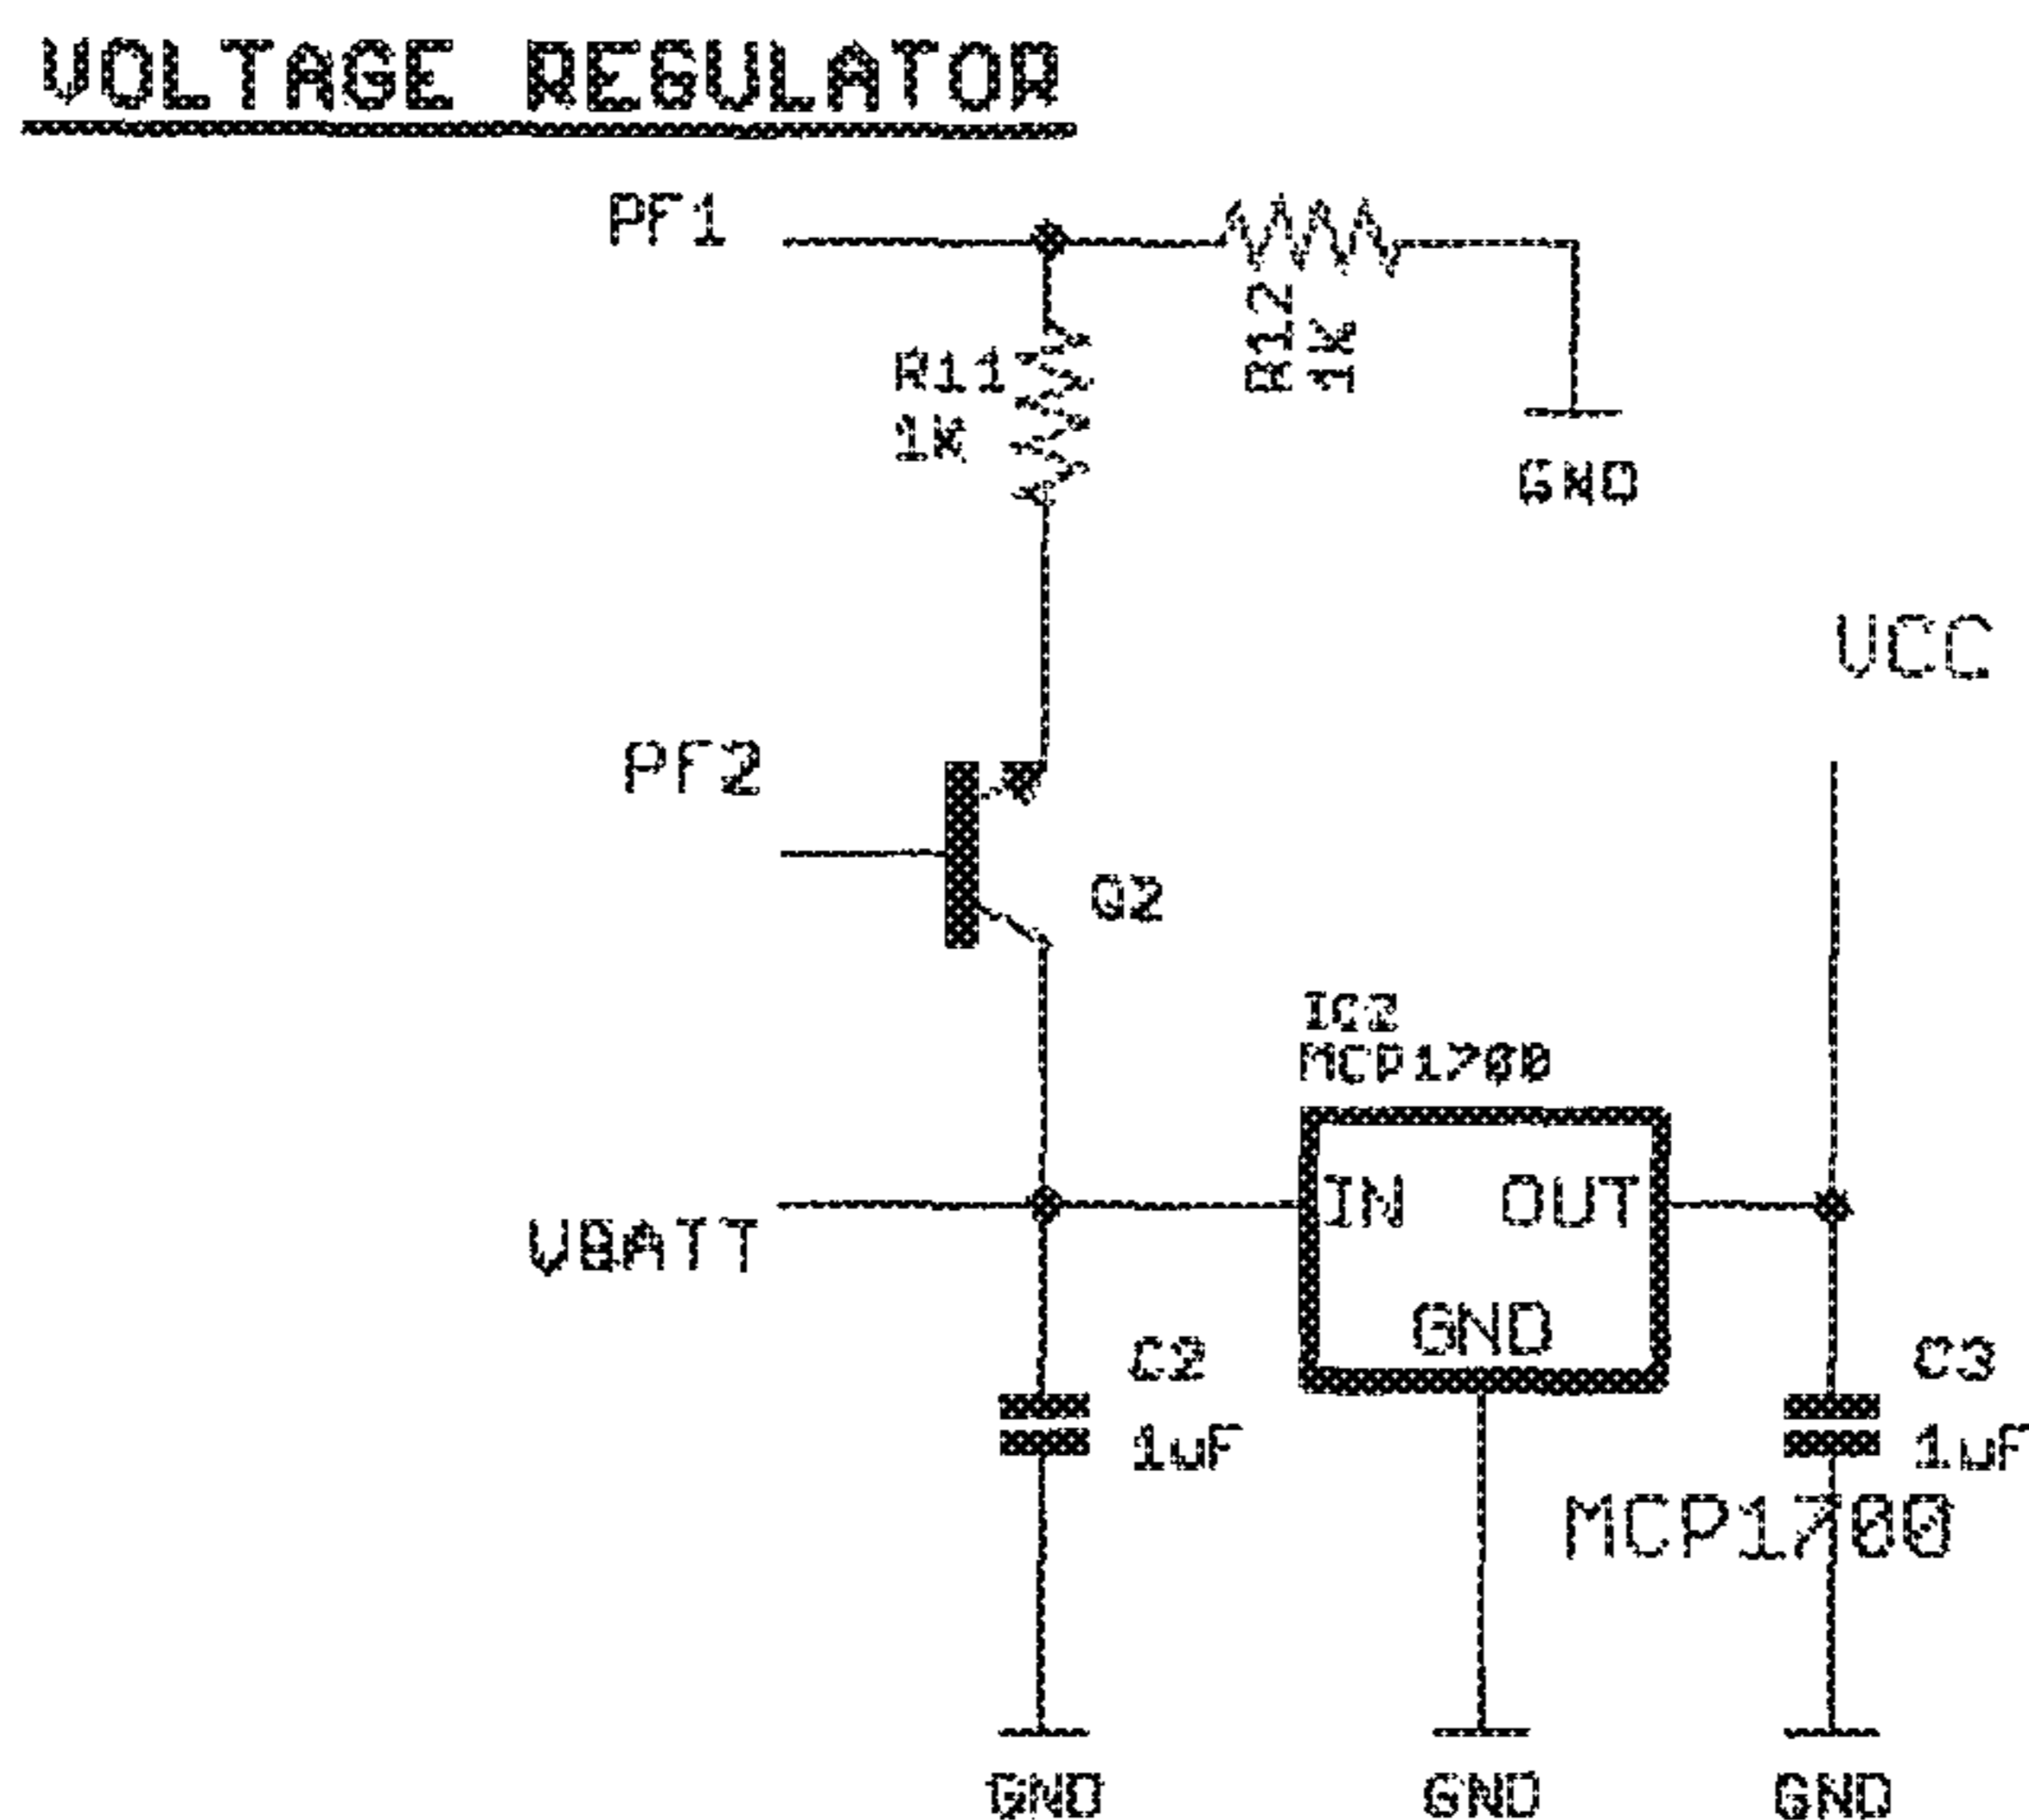 VOLTAGE REGULATOR
PF1
R12
1K
R11
1K
GND
VCC
PF2
Q2
IC2
MCP1700
IN OUT
VBATT
GND
C2
1uF
C3
1uF
MCP1700
GND
GND
GND